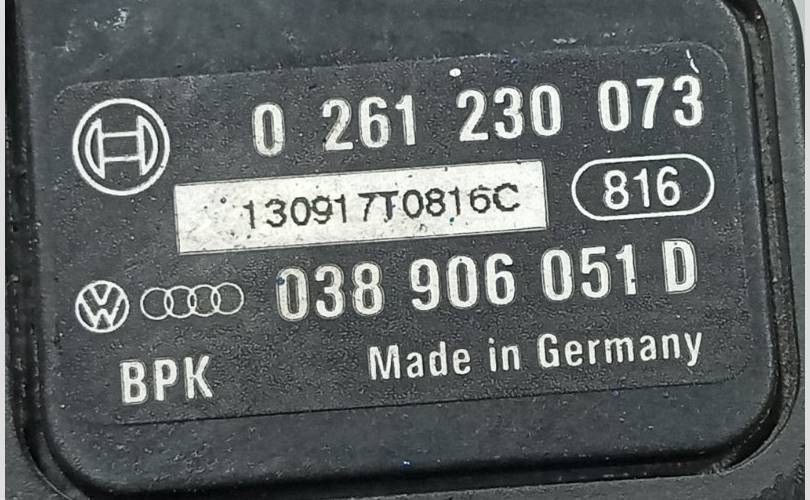 0 261 230 073
130917T0816C
816
038 906 051 D
BPK
Made in Germany